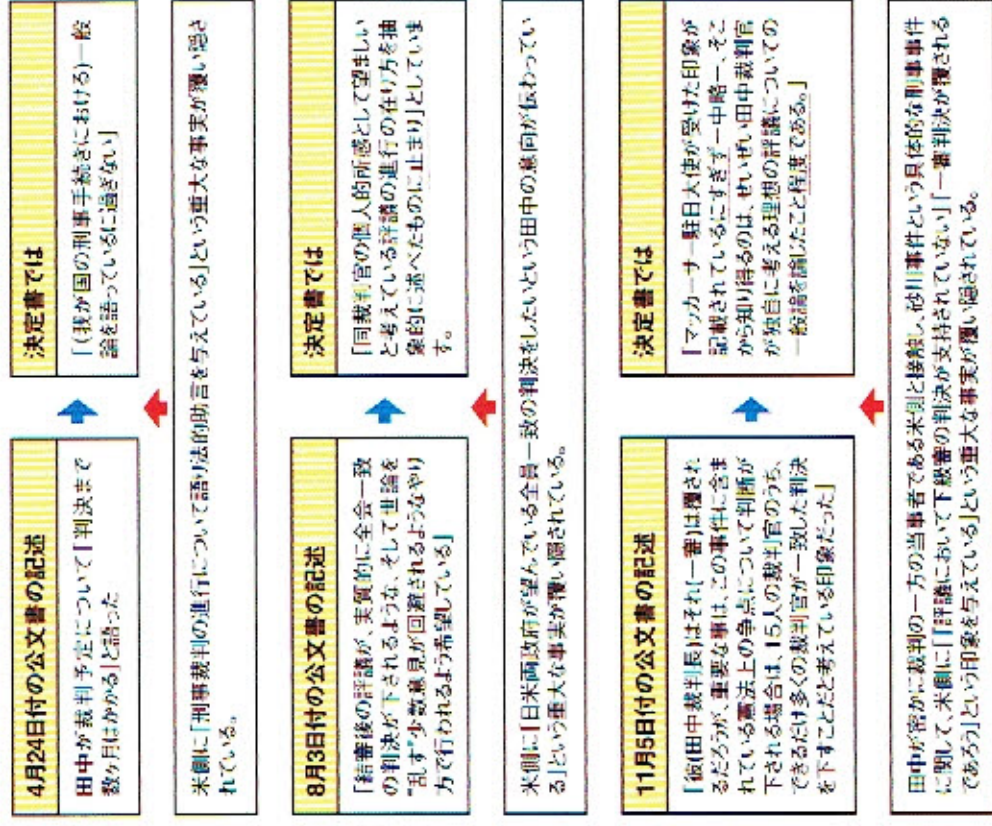 4月24日付の公文書の記述
田中が裁判予定について「判決まで
数ヶ月はかかる」と語った
決定書では
「(我が国の刑事手続きにおける)一般
論を語っているに過ぎない」
米側に「刑事裁判の進行について語り法的助言を与えている」という重大な事実が覆い隠さ
れている。
8月3日付の公文書の記述
「結審後の評議が、実質的に全会一致
の判決が下されるような、そして世論を
"乱す"少数意見が回避されるようなやり
方で行われるよう希望している」
決定書では
「同裁判官の個人的所感として望ましい
と考えている評議の進行の在り方を抽
象的に述べたものに止まり」としていま
す。
米側に「日米両政府が望んでいる全員一致の判決をしたいという田中の意向が伝わってい
る」という重大な事実が覆い隠されている。
11月5日付の公文書の記述
「彼(田中裁判長)はそれ(一審)は覆され
るだろうが、重要な事は、この事件に含ま
れている憲法上の争点について判断が
下される場合は、15人の裁判官のうち、
できるだけ多くの裁判官が一致した判決
を下すことだと考えている印象だった」
決定書では
「マッカーサー駐日大使が受けた印象が
記載されているにすぎず―中略―、そこ
から知り得るのは、せいぜい田中裁判官
が独自に考える理想の評議についての
一般論を論したこと程度である。」
田中が密かに裁判の一方の当事者である米側と接触し、砂川事件という具体的な刑事事件
に関して、米側に「「評議において下級審の判決が支持されていない」「一審判決が覆される
であろう」という印象を与えている」という重大な事実が覆い隠されている。